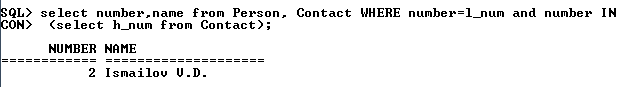 SQL> select number,name from Person, Contact WHERE number=l_num and number IN
CON>  (select h_num from Contact);
NUMBER NAME
============ ====================
2 Ismailov V.D.